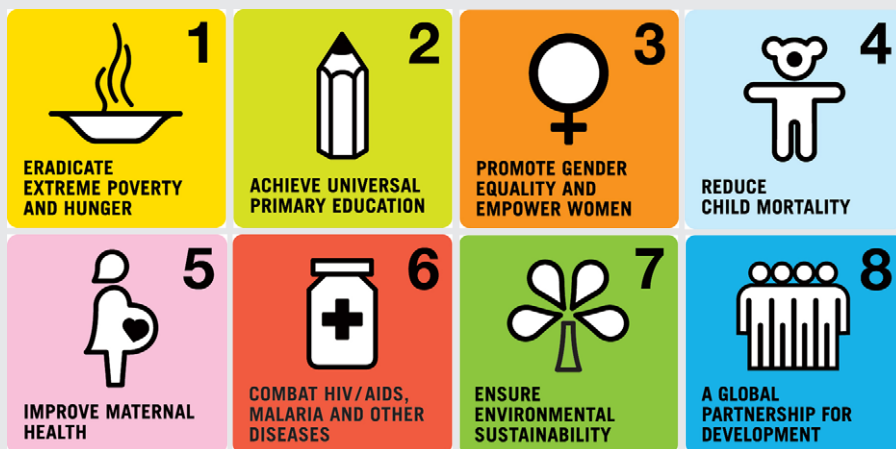 1
ERADICATE
EXTREME POVERTY
AND HUNGER
2
ACHIEVE UNIVERSAL
PRIMARY EDUCATION
3
PROMOTE GENDER
EQUALITY AND
EMPOWER WOMEN
4
REDUCE
CHILD MORTALITY
5
IMPROVE MATERNAL
HEALTH
6
COMBAT HIV/AIDS,
MALARIA AND OTHER
DISEASES
7
ENSURE
ENVIRONMENTAL
SUSTAINABILITY
8
A GLOBAL
PARTNERSHIP FOR
DEVELOPMENT